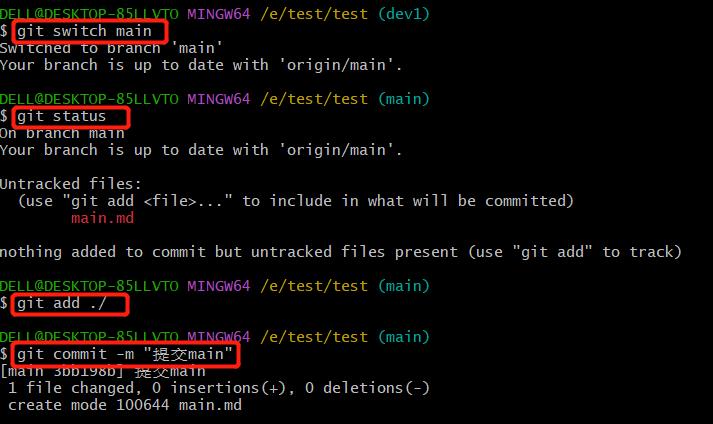 DELL@DESKTOP-85LLVTO MINGW64 /e/test/test (dev1)
$ git switch main
Switched to branch 'main'
Your branch is up to date with 'origin/main'.
DELL@DESKTOP-85LLVTO MINGW64 /e/test/test (main)
$ git status
On branch main
Your branch is up to date with 'origin/main'.
Untracked files:
(use "git add <file>..." to include in what will be committed)
main.md
nothing added to commit but untracked files present (use "git add" to track)
DELL@DESKTOP-85LLVTO MINGW64 /e/test/test (main)
$ git add ./
DELL@DESKTOP-85LLVTO MINGW64 /e/test/test (main)
$ git commit -m "提交main"
[main 3bb198b] 提交main
1 file changed, 0 insertions(+), 0 deletions(-)
create mode 100644 main.md